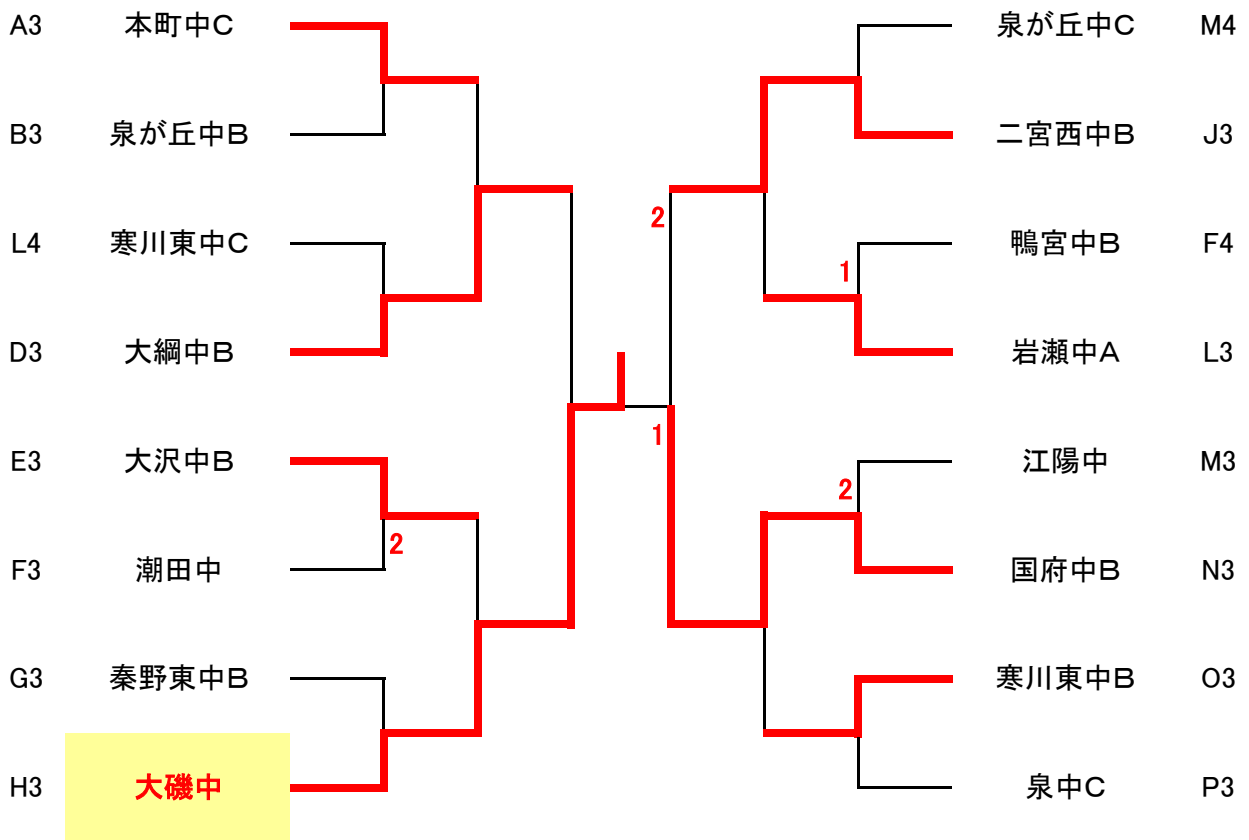 A3 本町中C
B3 泉が丘中B
L4 寒川東中C
D3 大綱中B
E3 大沢中B
2
F3 潮田中
G3 秦野東中B
H3 大磯中
泉が丘中C M4
二宮西中B J3
2
鴨宮中B F4
1
岩瀬中A L3
1
江陽中 M3
2
国府中B N3
寒川東中B O3
泉中C P3